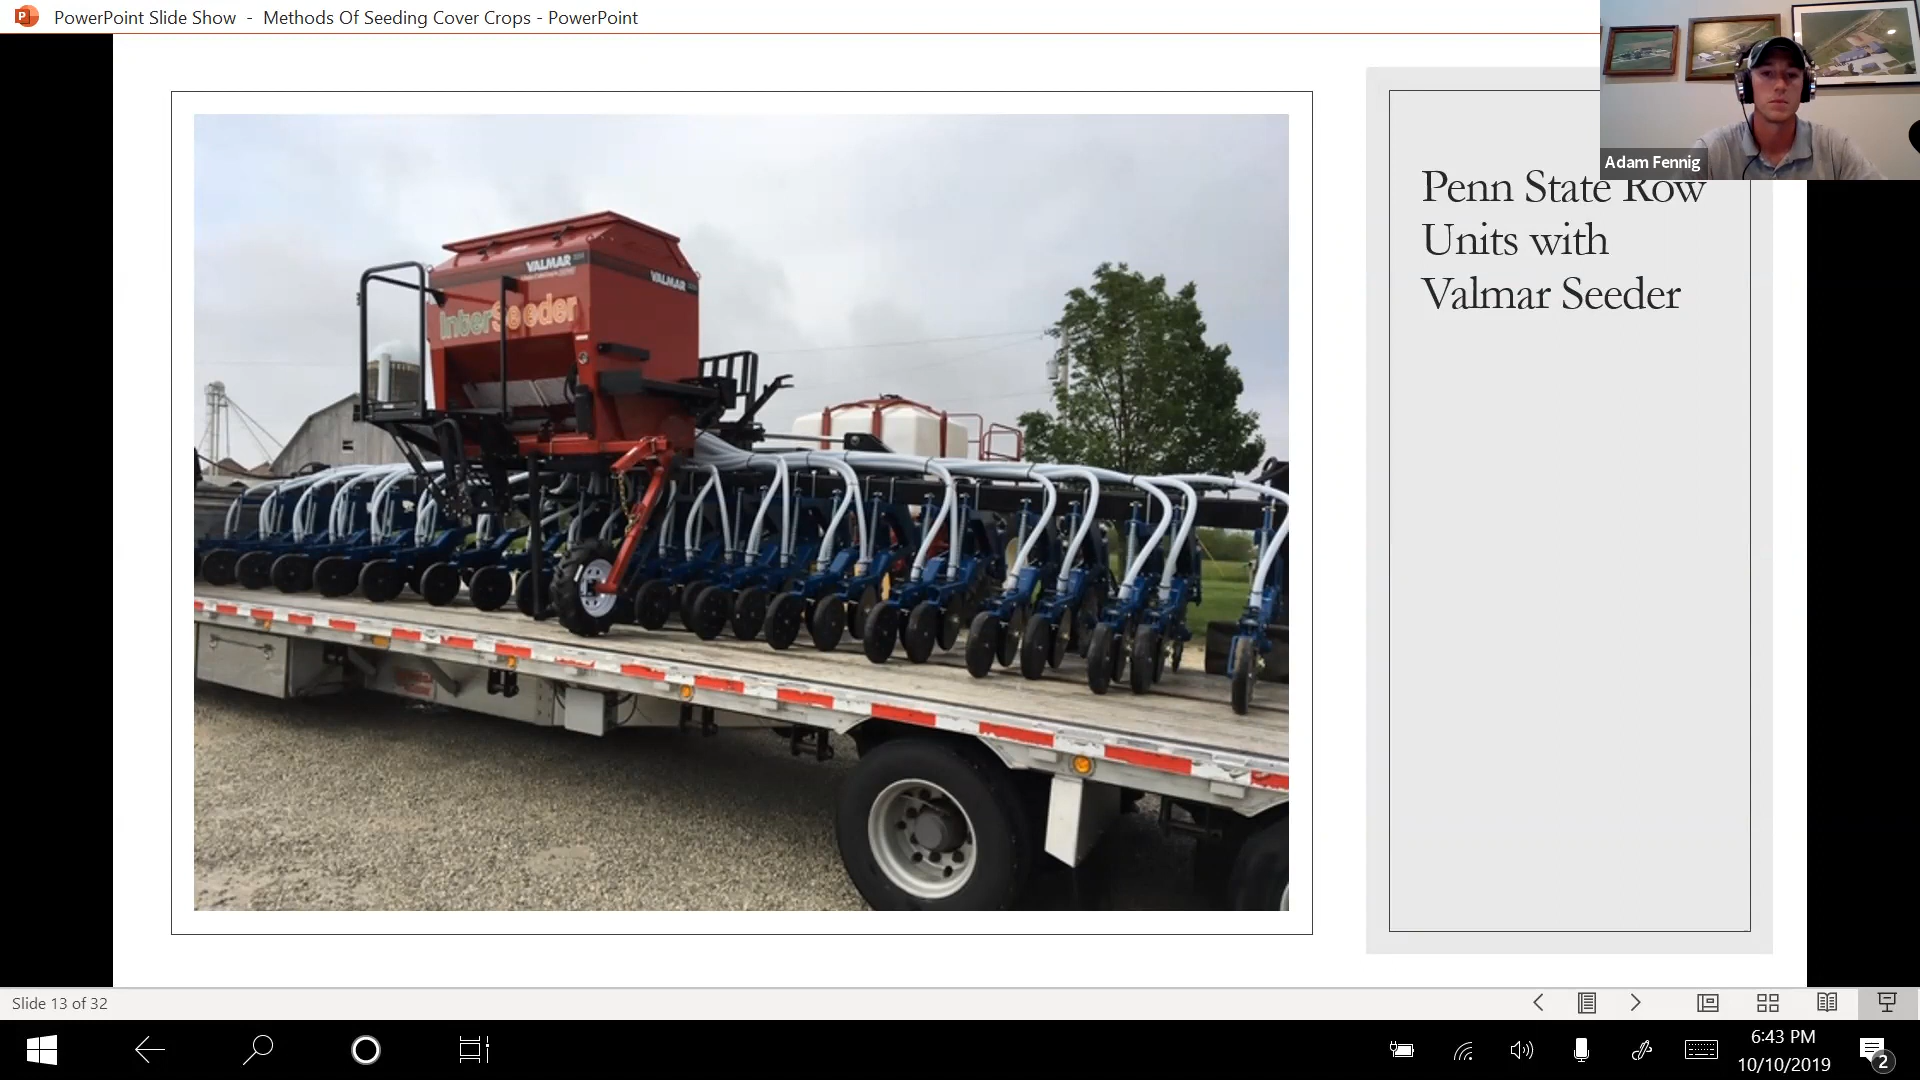 PowerPoint Slide Show - Methods Of Seeding Cover Crops - PowerPoint
Adam Fennig
Penn State Row
Units with
Valmar Seeder
VALMAR
VALMAR
InterSeeder
Slide 13 of 32
6:43 PM
10/10/2019
2